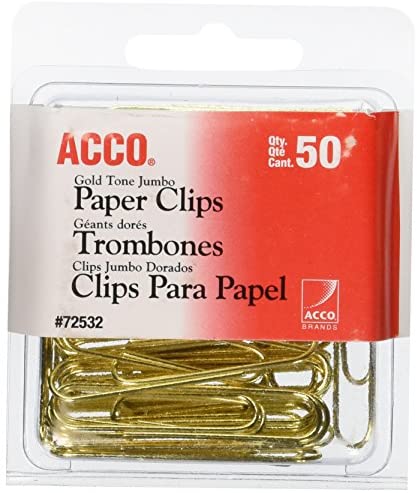 ACCO®
Qty.
Qté
Cant. 50
Gold Tone Jumbo
Paper Clips
Géants dorés
Trombones
Clips Jumbo Dorados
Clips Para Papel
#72532
ACCO
BRANDS